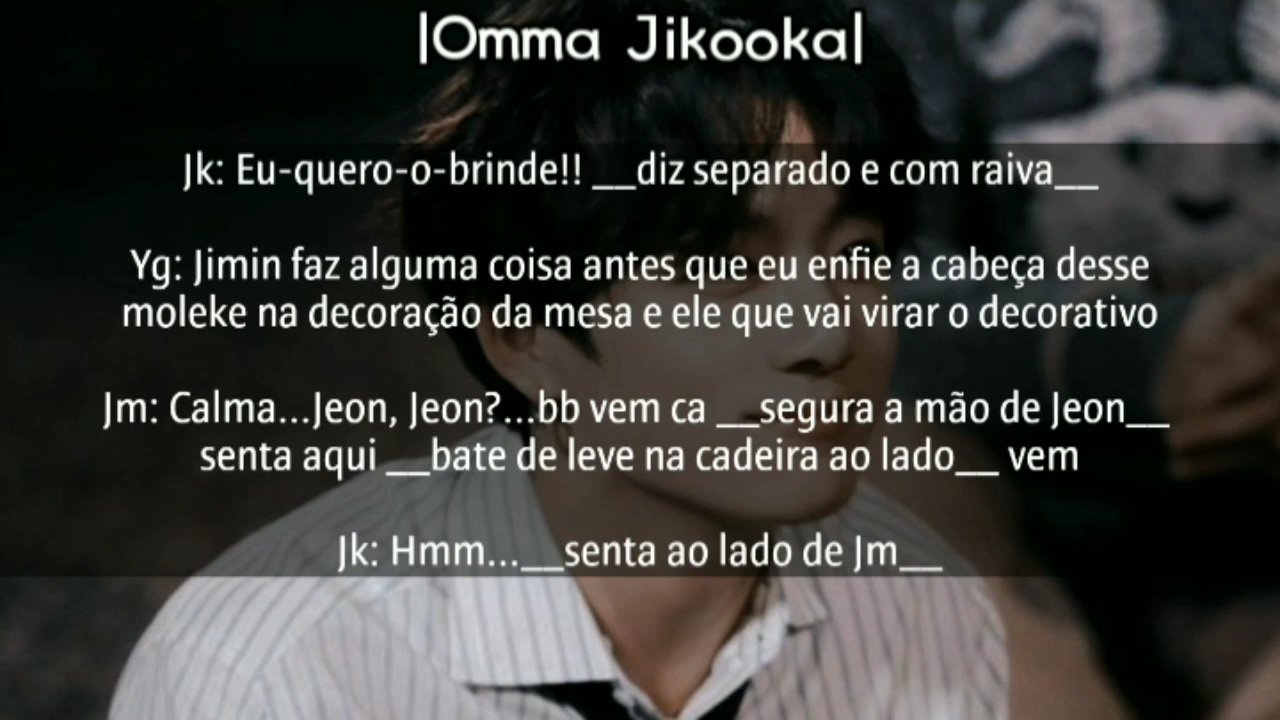 |Omma Jikooka|
Jk: Eu-quero-o-brinde!! __diz separado e com raiva__
Yg: Jimin faz alguma coisa antes que eu enfie a cabeça desse
moleke na decoração da mesa e ele que vai virar o decorativo
Jm: Calma...Jeon, Jeon?...bb vem ca __segura a mão de Jeon__
senta aqui __bate de leve na cadeira ao lado__ vem
Jk: Hmm...__senta ao lado de Jm__